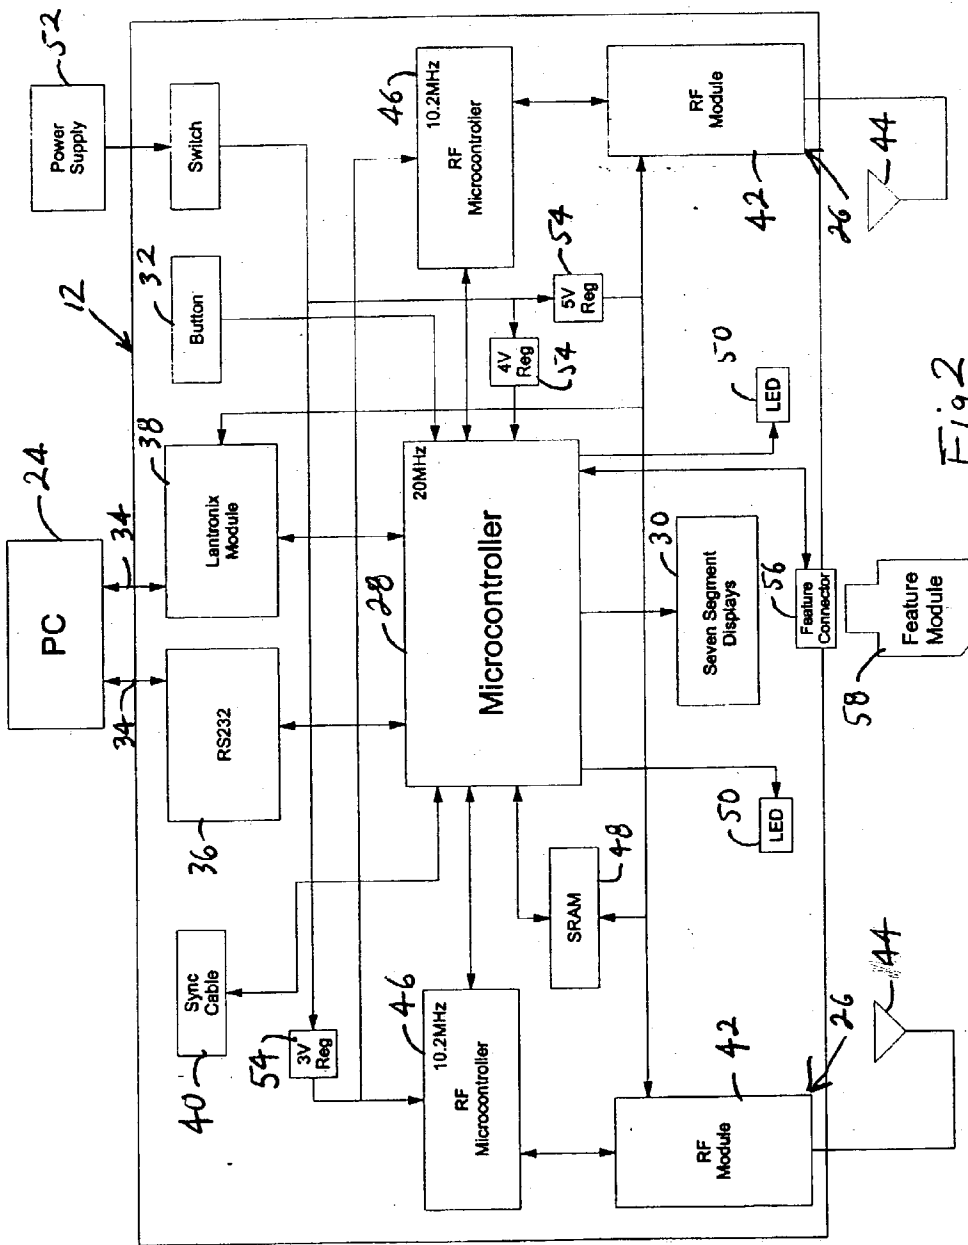 PC
24
34
34
Power
Supply
52
12
Sync
Cable
40
RS232
36
Lantronix
Module
38
Button
32
Switch
3V
Reg
54
RF
Microcontroller
10.2MHz
46
Microcontroller
20MHz
28
4V
Reg
54
5V
Reg
54
RF
Microcontroller
10.2MHz
46
SRAM
48
RF
Module
42
26
44
LED
50
Seven Segment
Displays
30
LED
50
RF
Module
42
26
44
Feature
Connector
56
Feature
Module
58
Fig 2